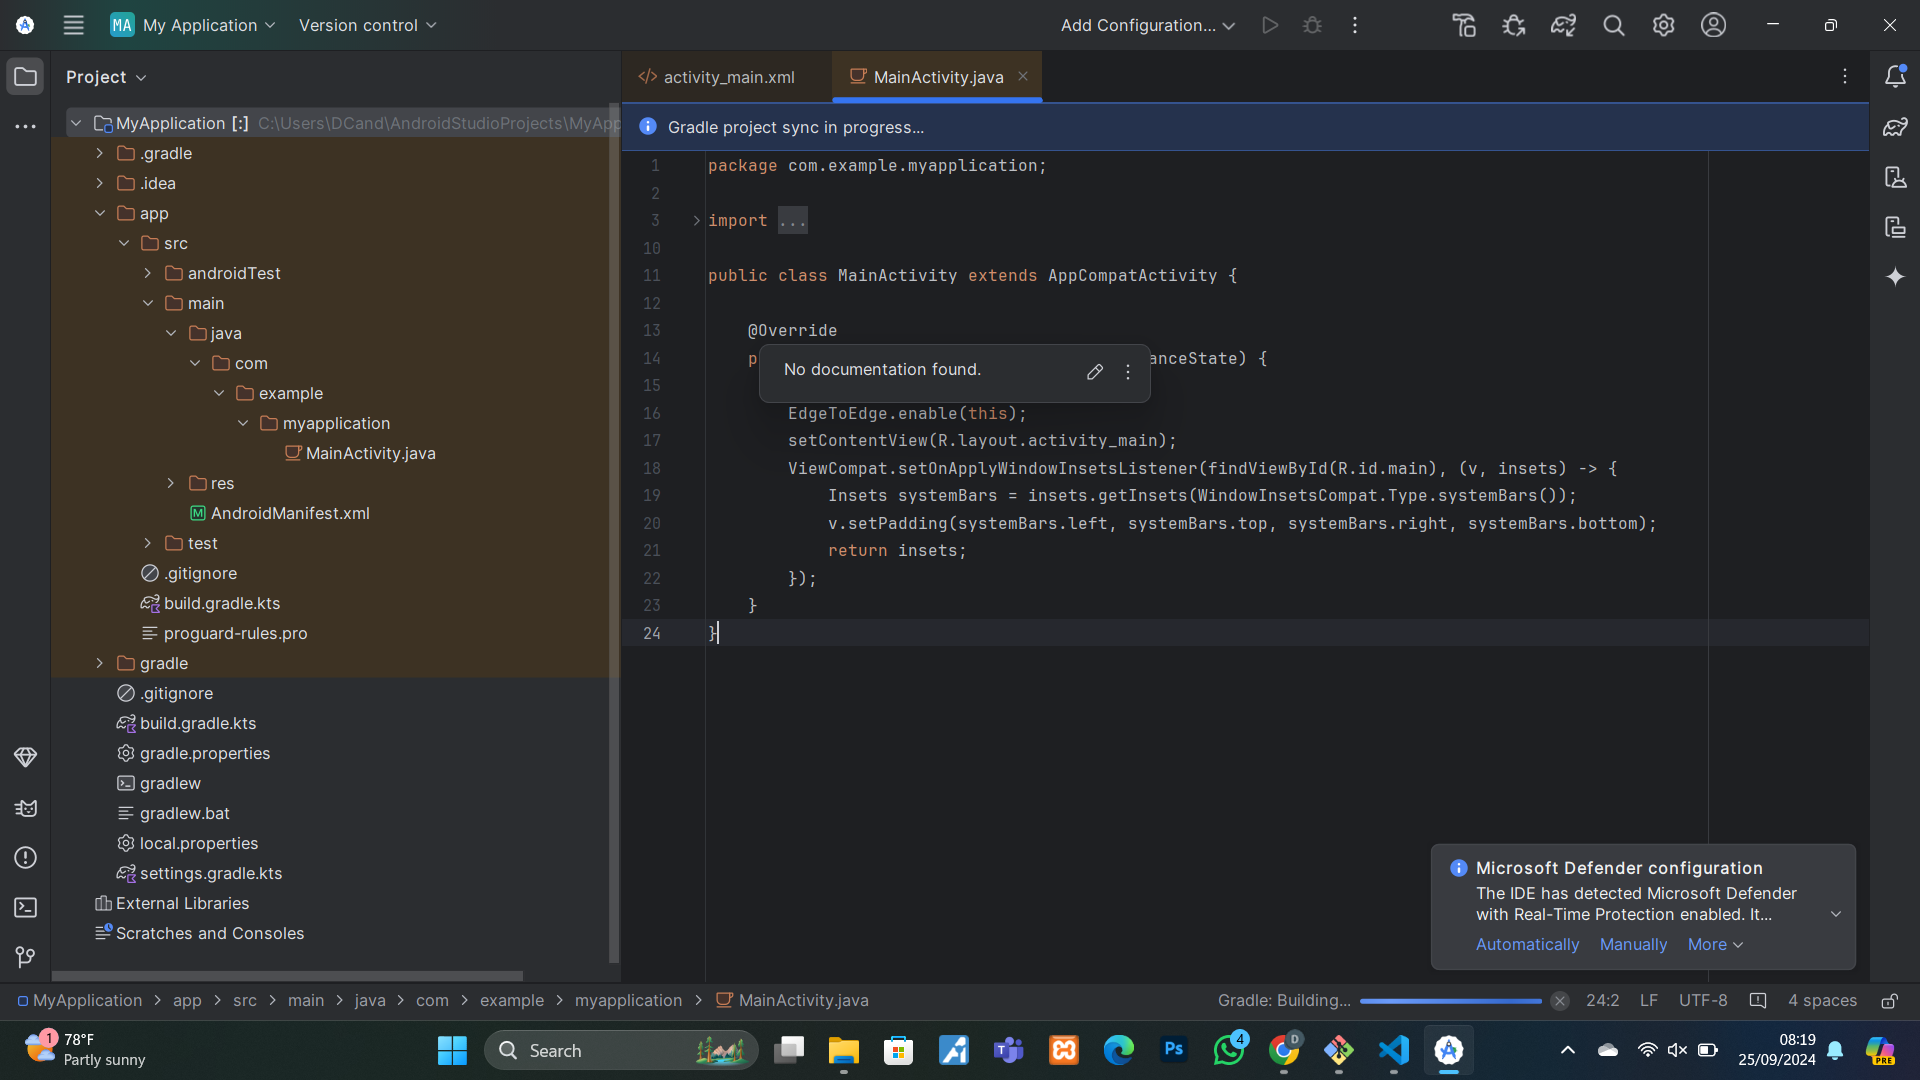 MA My Application Version control Add Configuration...
Project
activity_main.xml MainActivity.java
MyApplication [:] C:\Users\DCand\AndroidStudioProjects\MyApp
Gradle project sync in progress...
.gradle
.idea
app
src
androidTest
main
java
com
example
myapplication
MainActivity.java
res
AndroidManifest.xml
test
.gitignore
build.gradle.kts
proguard-rules.pro
gradle
.gitignore
build.gradle.kts
gradle.properties
gradlew
gradlew.bat
local.properties
settings.gradle.kts
External Libraries
Scratches and Consoles
1 package com.example.myapplication;
2
3 import ...
10
11 public class MainActivity extends AppCompatActivity {
12
13 @Override
14 p anceState) {
15
No documentation found.
16 EdgeToEdge.enable(this);
17 setContentView(R.layout.activity_main);
18 ViewCompat.setOnApplyWindowInsetsListener(findViewById(R.id.main), (v, insets) -> {
19 Insets systemBars = insets.getInsets(WindowInsetsCompat.Type.systemBars());
20 v.setPadding(systemBars.left, systemBars.top, systemBars.right, systemBars.bottom);
21 return insets;
22 });
23 }
24 }
Microsoft Defender configuration
The IDE has detected Microsoft Defender
with Real-Time Protection enabled. It...
Automatically Manually More
MyApplication > app > src > main > java > com > example > myapplication > MainActivity.java Gradle: Building... 24:2 LF UTF-8 4 spaces
1 78°F
Partly sunny
Search
T
Ps
4
D
08:19
25/09/2024
PRE